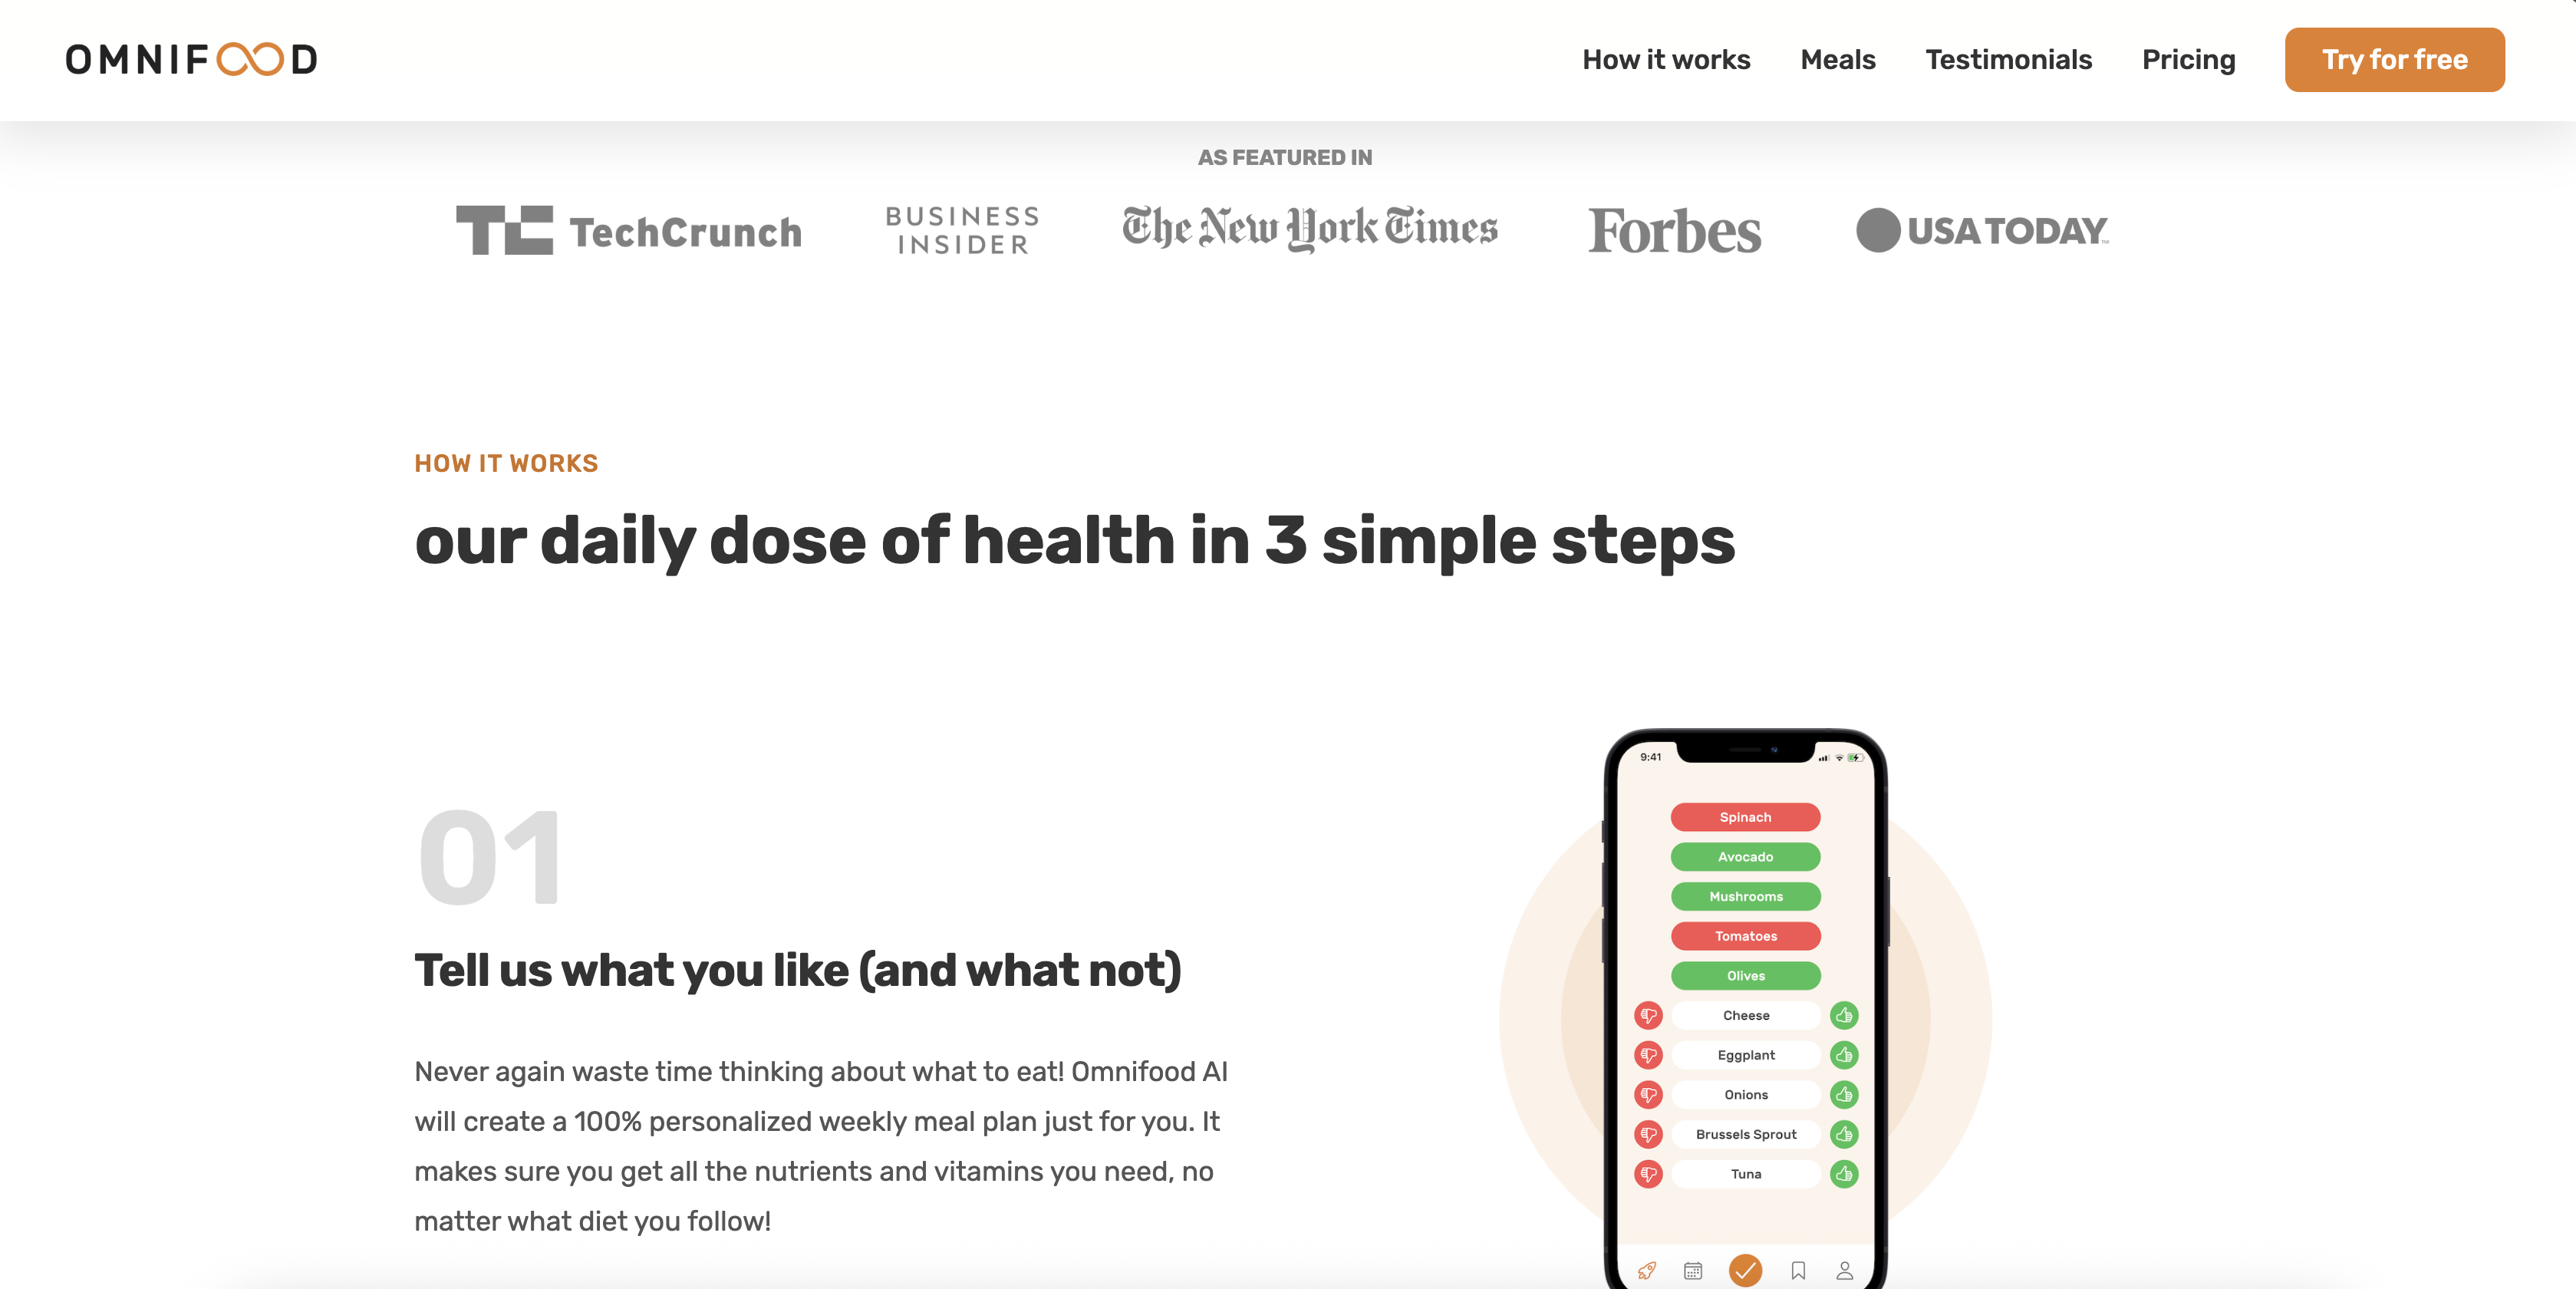 OMNIFOOD
How it works Meals Testimonials Pricing Try for free
AS FEATURED IN
TC TechCrunch
BUSINESS
INSIDER
The New York Times
Forbes
USA TODAY™
HOW IT WORKS
our daily dose of health in 3 simple steps
01
Tell us what you like (and what not)
Never again waste time thinking about what to eat! Omnifood AI
will create a 100% personalized weekly meal plan just for you. It
makes sure you get all the nutrients and vitamins you need, no
matter what diet you follow!
9:41
Spinach
Avocado
Mushrooms
Tomatoes
Olives
Cheese
Eggplant
Onions
Brussels Sprout
Tuna